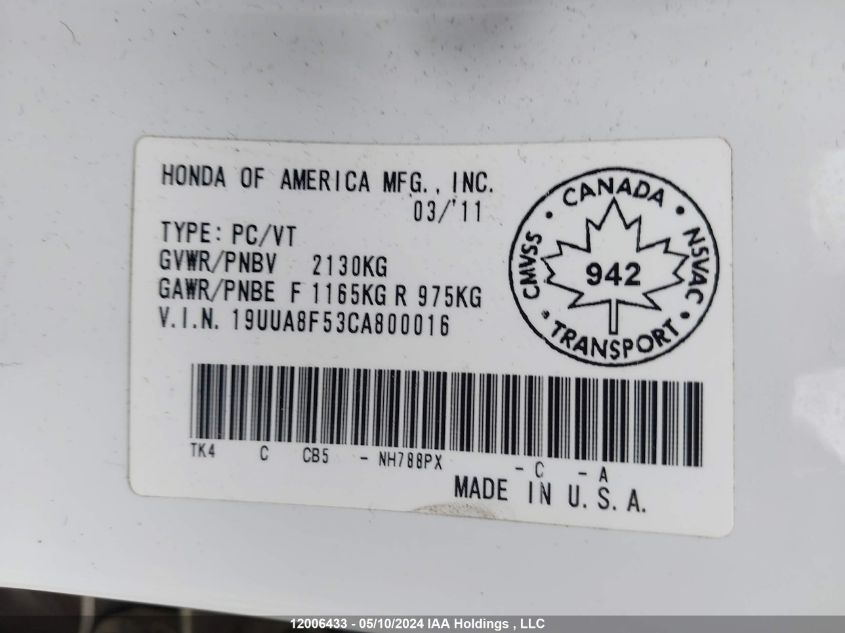 HONDA OF AMERICA MFG., INC.
03/'11
TYPE: PC/VT
GVWR/PNBV 2130KG
GAWR/PNBE F 1165KG R 975KG
V.I.N. 19UUA8F53CA800016
CANADA
CMVSS
NSVAC
942
TRANSPORT
TK4 C CB5 - NH788PX - C - A
MADE IN U.S.A.
12006433 - 05/10/2024 IAA Holdings , LLC